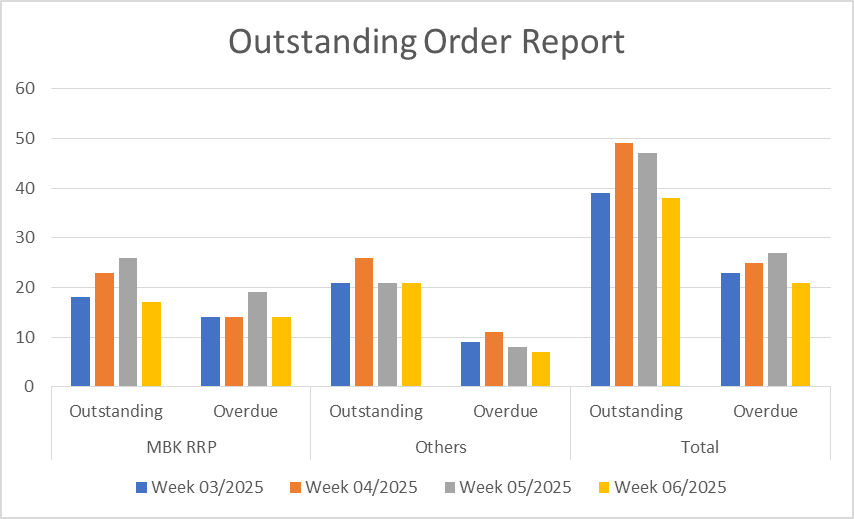 Outstanding Order Report
60
50
40
30
20
10
0
Outstanding Overdue Outstanding Overdue Outstanding Overdue
MBK RRP Others Total
Week 03/2025 Week 04/2025 Week 05/2025 Week 06/2025